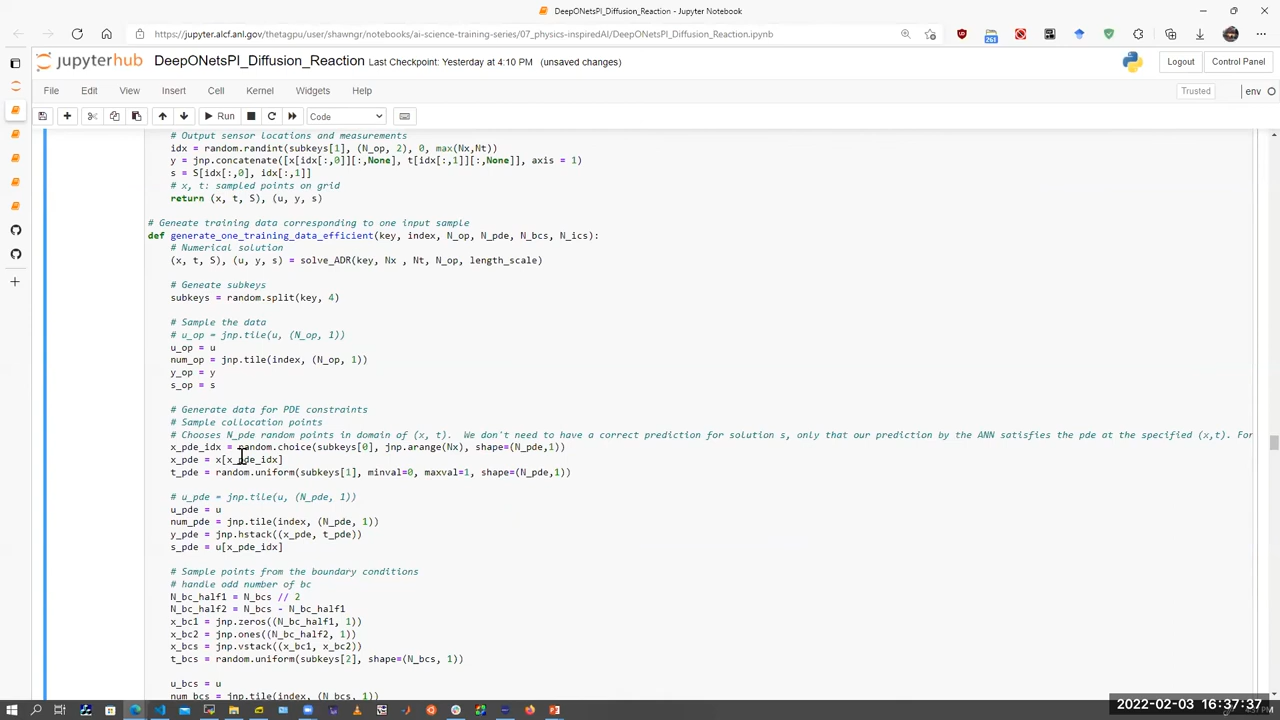 DeepONetsPI_Diffusion_Reaction - Jupyter Notebook
https://jupyter.alcf.anl.gov/thetagpu/user/shawngr/notebooks/ai-science-training-series/07_physics-inspiredAI/DeepONetsPI_Diffusion_Reaction.ipynb
261
jupyterhub DeepONetsPI_Diffusion_Reaction Last Checkpoint: Yesterday at 4:10 PM (unsaved changes) Logout Control Panel
File Edit View Insert Cell Kernel Widgets Help Trusted env
Run Code
# Output sensor locations and measurements
idx = random.randint(subkeys[1], (N_op, 2), 0, max(Nx,Nt))
y = jnp.concatenate([x[idx[:,0]][:,None], t[idx[:,1]][:,None]], axis = 1)
s = S[idx[:,0], idx[:,1]]
# x, t: sampled points on grid
return (x, t, S), (u, y, s)
# Geneate training data corresponding to one input sample
def generate_one_training_data_efficient(key, index, N_op, N_pde, N_bcs, N_ics):
# Numerical solution
(x, t, S), (u, y, s) = solve_ADR(key, Nx , Nt, N_op, length_scale)
# Geneate subkeys
subkeys = random.split(key, 4)
# Sample the data
# u_op = jnp.tile(u, (N_op, 1))
u_op = u
num_op = jnp.tile(index, (N_op, 1))
y_op = y
s_op = s
# Generate data for PDE constraints
# Sample collocation points
# Chooses N_pde random points in domain of (x, t). We don't need to have a correct prediction for solution s, only that our prediction by the ANN satisfies the pde at the specified (x,t). For
x_pde_idx = random.choice(subkeys[0], jnp.arange(Nx), shape=(N_pde,1))
x_pde = x[x_pde_idx]
t_pde = random.uniform(subkeys[1], minval=0, maxval=1, shape=(N_pde,1))
# u_pde = jnp.tile(u, (N_pde, 1))
u_pde = u
num_pde = jnp.tile(index, (N_pde, 1))
y_pde = jnp.hstack((x_pde, t_pde))
s_pde = u[x_pde_idx]
# Sample points from the boundary conditions
# handle odd number of bc
N_bc_half1 = N_bcs // 2
N_bc_half2 = N_bcs - N_bc_half1
x_bc1 = jnp.zeros((N_bc_half1, 1))
x_bc2 = jnp.ones((N_bc_half2, 1))
x_bcs = jnp.vstack((x_bc1, x_bc2))
t_bcs = random.uniform(subkeys[2], shape=(N_bcs, 1))
u_bcs = u
num_bcs = jnp.tile(index, (N_bcs, 1))
2022-02-03 16:37:37